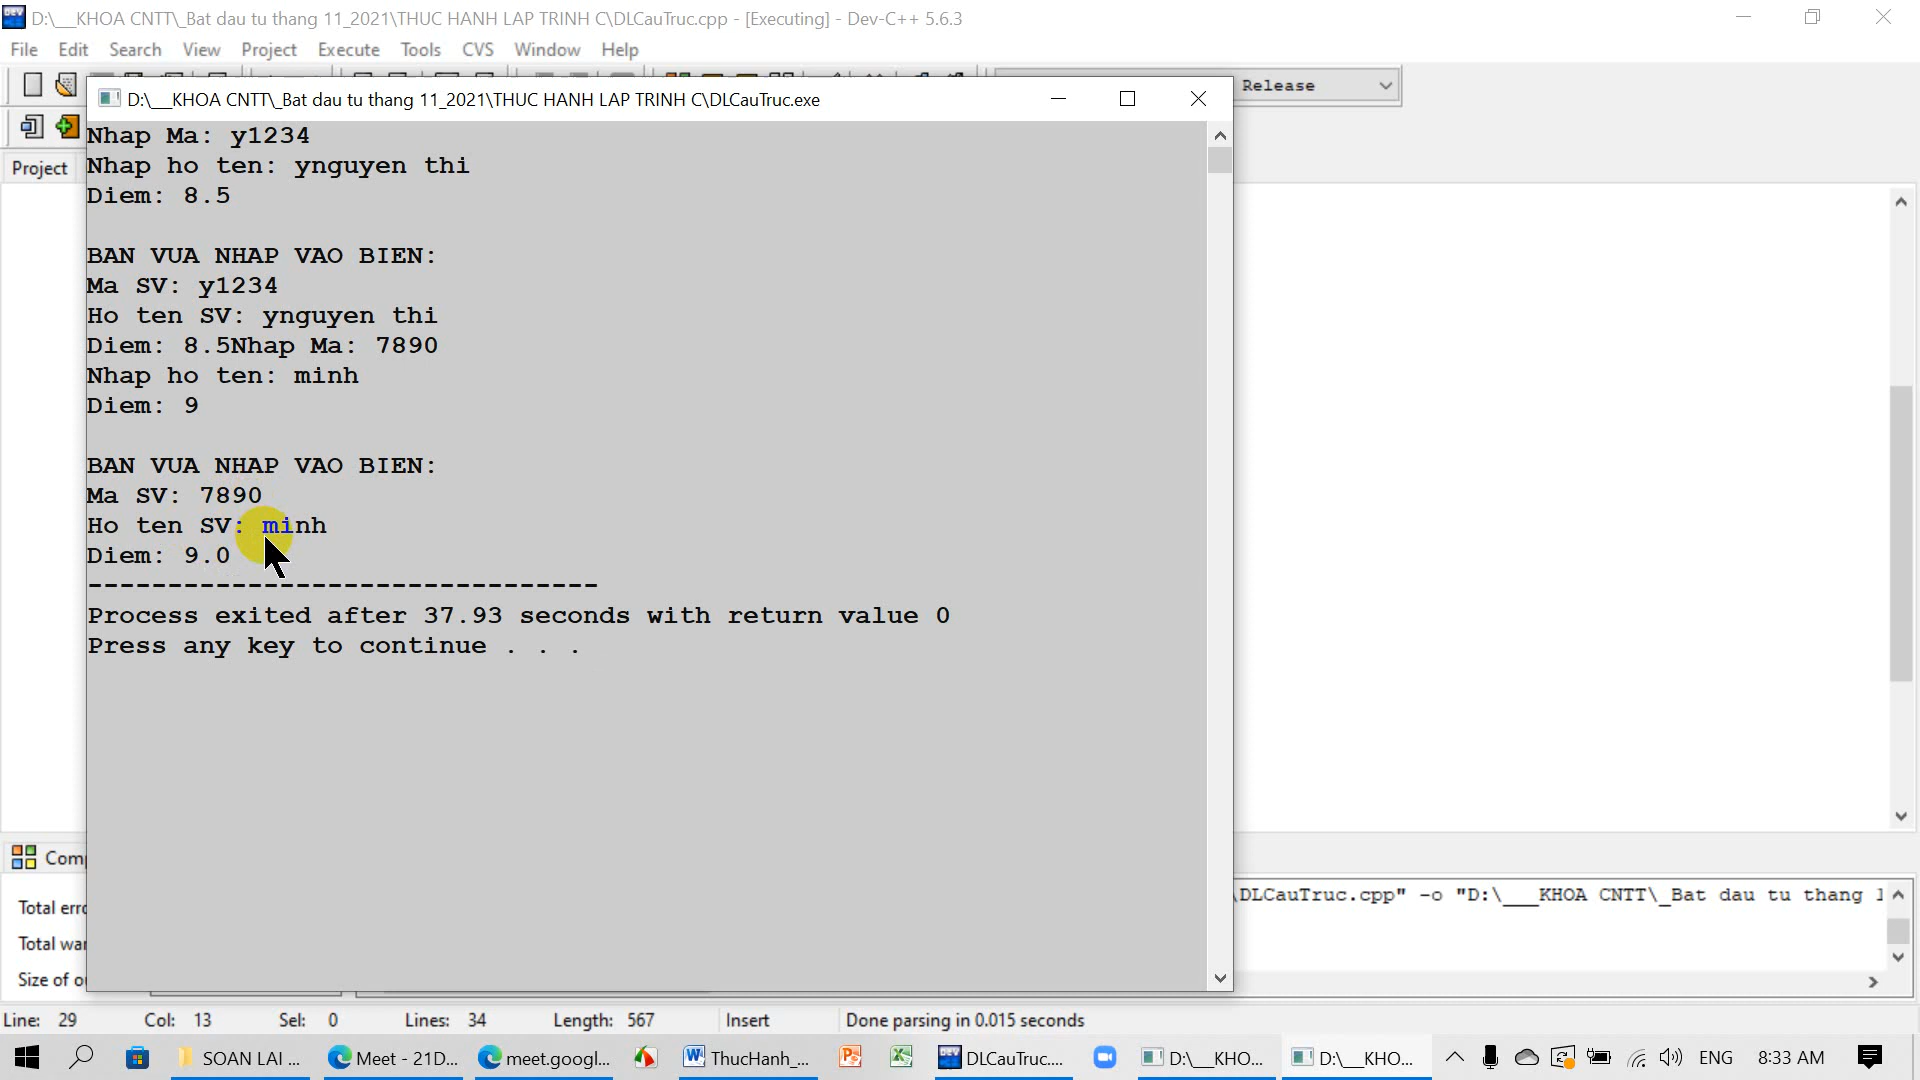 D:\___KHOA CNTT\_Bat dau tu thang 11_2021\THUC HANH LAP TRINH C\DLCauTruc.cpp - [Executing] - Dev-C++ 5.6.3
File Edit Search View Project Execute Tools CVS Window Help
Release
D:\___KHOA CNTT\_Bat dau tu thang 11_2021\THUC HANH LAP TRINH C\DLCauTruc.exe
Project
Nhap Ma: y1234
Nhap ho ten: ynguyen thi
Diem: 8.5
BAN VUA NHAP VAO BIEN:
Ma SV: y1234
Ho ten SV: ynguyen thi
Diem: 8.5Nhap Ma: 7890
Nhap ho ten: minh
Diem: 9
BAN VUA NHAP VAO BIEN:
Ma SV: 7890
Ho ten SV: minh
Diem: 9.0
--------------------------------
Process exited after 37.93 seconds with return value 0
Press any key to continue . . .
Total
Total
Size of
DLCauTruc.cpp" -o "D:\___KHOA CNTT\_Bat dau tu thang 1
Line: 29 Col: 13 Sel: 0 Lines: 34 Length: 567 Insert Done parsing in 0.015 seconds
SOAN LAI ... Meet - 21D... meet.googl... ThucHanh_... DLCauTruc.... D:\__KHO... D:\__KHO... ENG 8:33 AM